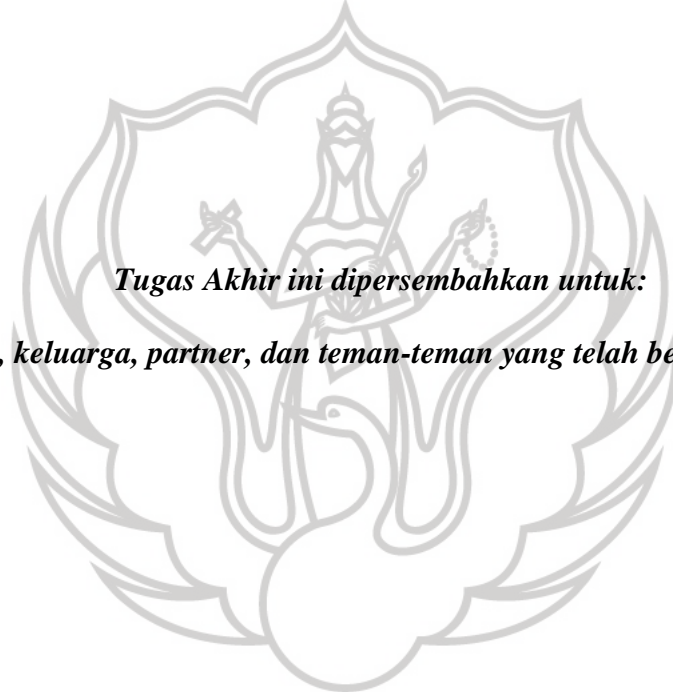 Tugas Akhir ini dipersembahkan untuk:
, keluarga, partner, dan teman-teman yang telah be